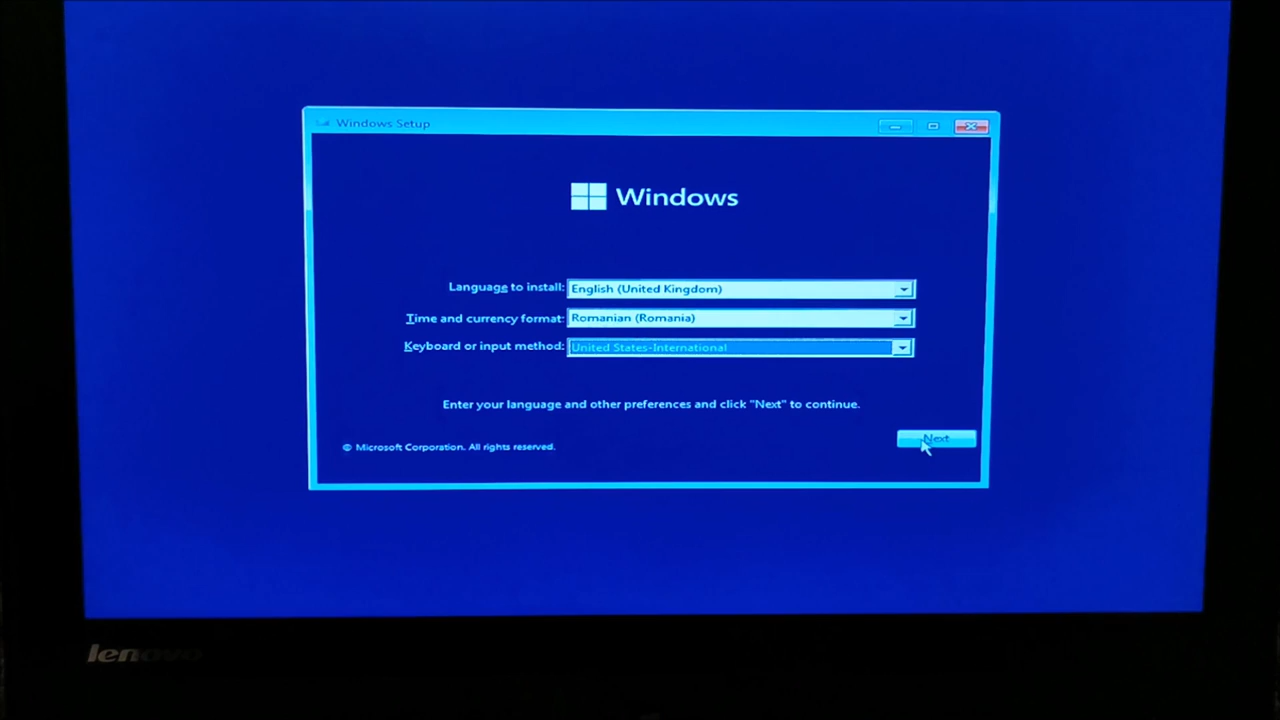 Windows Setup
Windows
Language to install: English (United Kingdom)
Time and currency format: Romanian (Romania)
Keyboard or input method: United States-International
Enter your language and other preferences and click "Next" to continue.
Next
© Microsoft Corporation. All rights reserved.
lenovo